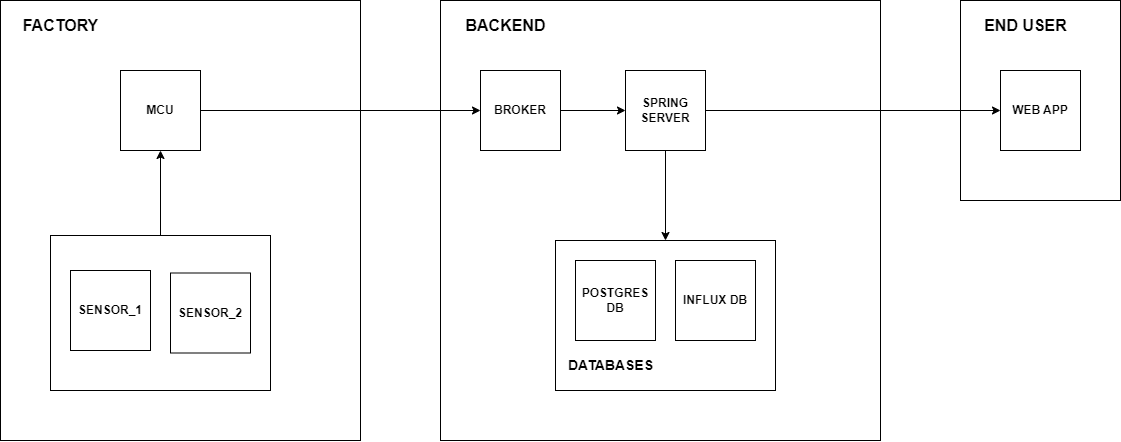 FACTORY
BACKEND
END USER
MCU
BROKER
SPRING
SERVER
WEB APP
SENSOR_1
SENSOR_2
POSTGRES
DB
INFLUX DB
DATABASES